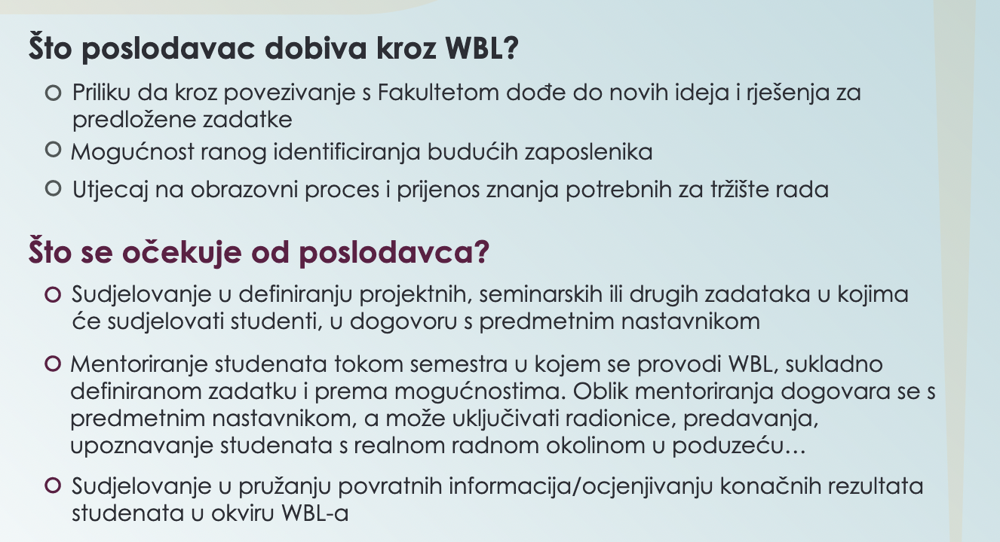 Što poslodavac dobiva kroz WBL?
Priliku da kroz povezivanje s Fakultetom dođe do novih ideja i rješenja za
predložene zadatke
Mogućnost ranog identificiranja budućih zaposlenika
Utjecaj na obrazovni proces i prijenos znanja potrebnih za tržište rada
Što se očekuje od poslodavca?
Sudjelovanje u definiranju projektnih, seminarskih ili drugih zadataka u kojima
će sudjelovati studenti, u dogovoru s predmetnim nastavnikom
Mentoriranje studenata tokom semestra u kojem se provodi WBL, sukladno
definiranom zadatku i prema mogućnostima. Oblik mentoriranja dogovara se s
predmetnim nastavnikom, a može uključivati radionice, predavanja,
upoznavanje studenata s realnom radnom okolinom u poduzeću…
Sudjelovanje u pružanju povratnih informacija/ocjenjivanju konačnih rezultata
studenata u okviru WBL-a